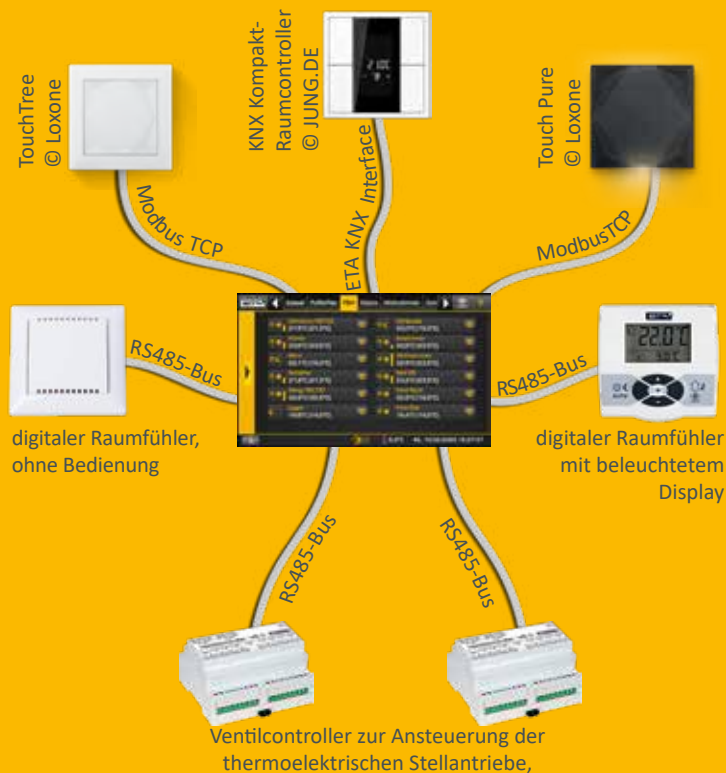 TouchTree
© Loxone
KNX Kompakt-
Raumcontroller
© JUNG.DE
Touch Pure
© Loxone
Modbus TCP
ETA KNX Interface
ModbusTCP
RS485-Bus
RS485-Bus
22.0°C
digitaler Raumfühler,
ohne Bedienung
digitaler Raumfühler
mit beleuchtetem
Display
RS485-Bus
RS485-Bus
Ventilcontroller zur Ansteuerung der
thermoelektrischen Stellantriebe,